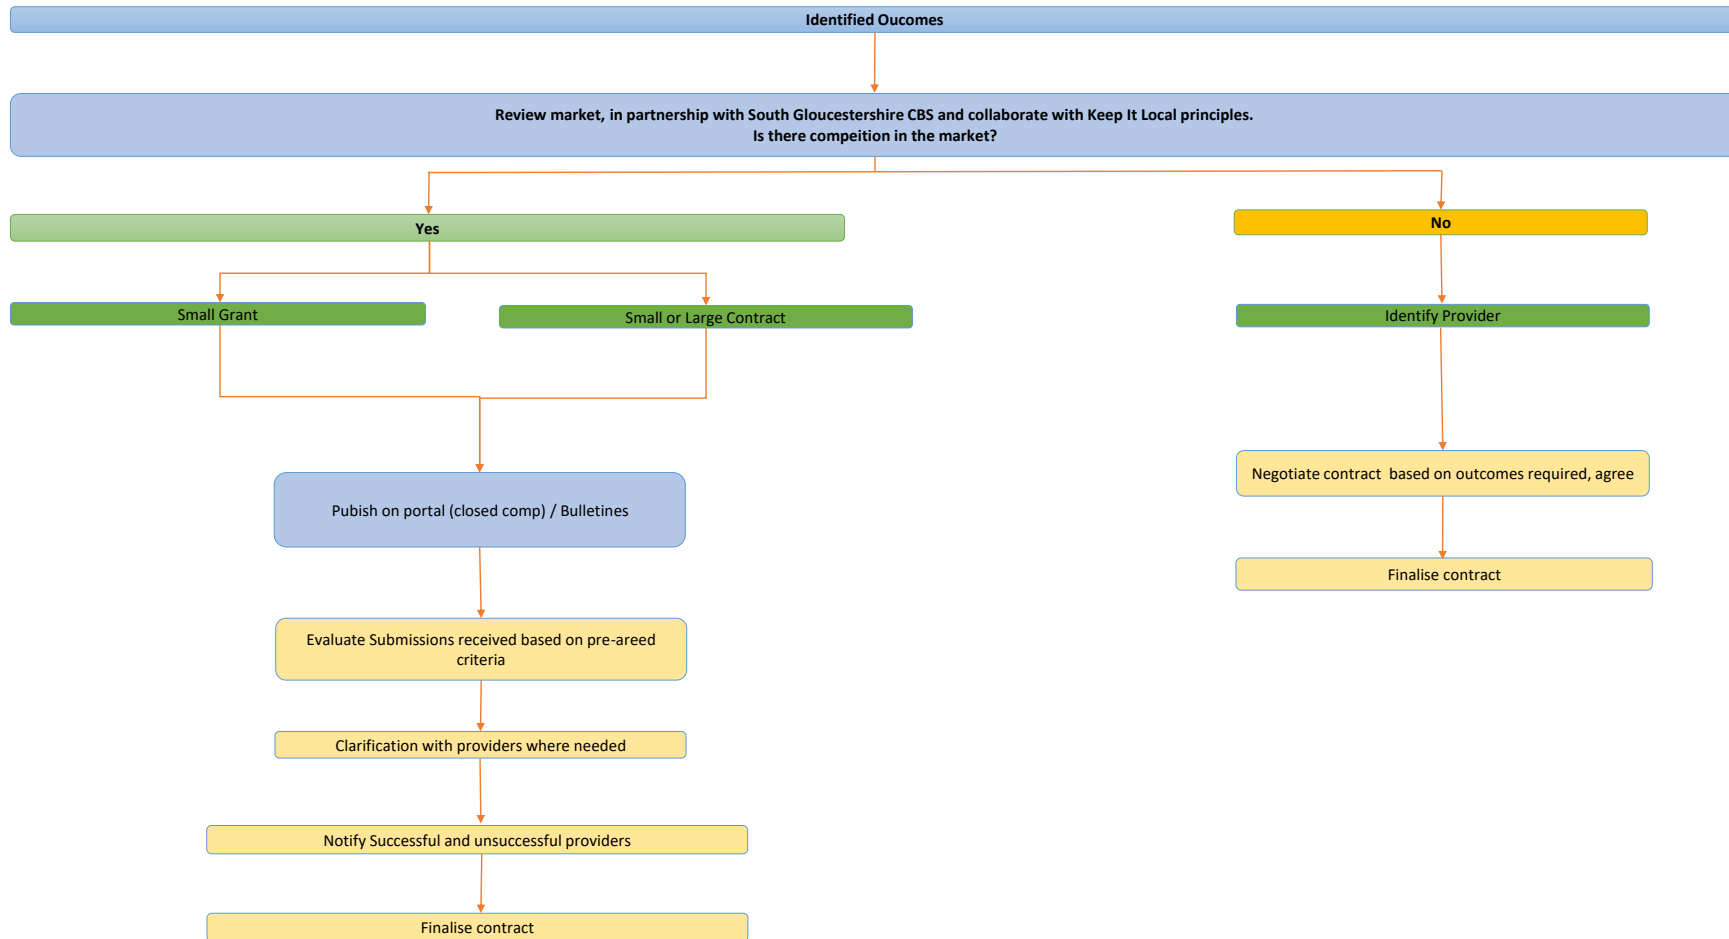 Identified Oucomes
Review market, in partnership with South Gloucestershire CBS and collaborate with Keep It Local principles.
Is there compeition in the market?
Yes
No
Small Grant
Small or Large Contract
Identify Provider
Negotiate contract  based on outcomes required, agree
Pubish on portal (closed comp) / Bulletines
Finalise contract
Evaluate Submissions received based on pre-areed
criteria
Clarification with providers where needed
Notify Successful and unsuccessful providers
Finalise contract